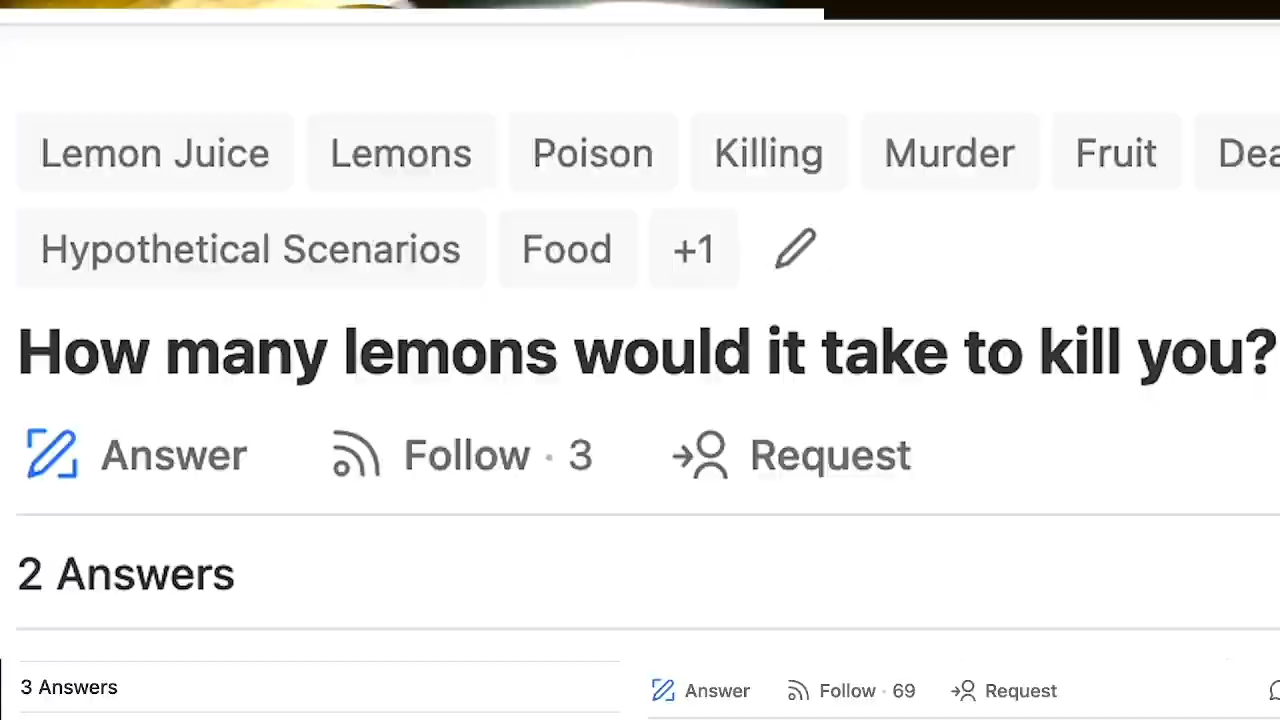 Lemon Juice Lemons Poison Killing Murder Fruit
Hypothetical Scenarios Food +1
How many lemons would it take to kill you?
Answer Follow · 3 Request
2 Answers
3 Answers
Answer Follow · 69 Request